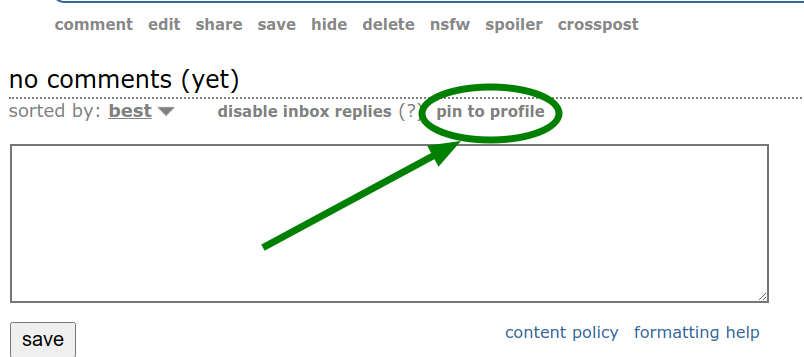 comment edit share save hide delete nsfw spoiler crosspost
no comments (yet)
sorted by: best disable inbox replies (?) pin to profile
save content policy formatting help